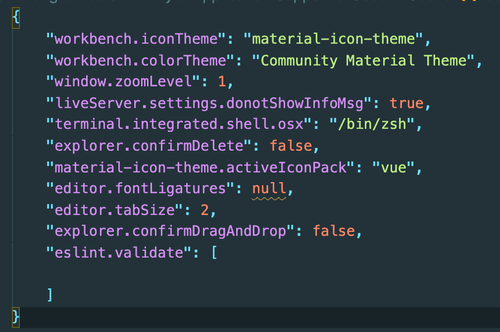 {
"workbench.iconTheme": "material-icon-theme",
"workbench.colorTheme": "Community Material Theme",
"window.zoomLevel": 1,
"liveServer.settings.donotShowInfoMsg": true,
"terminal.integrated.shell.osx": "/bin/zsh",
"explorer.confirmDelete": false,
"material-icon-theme.activeIconPack": "vue",
"editor.fontLigatures": null,
"editor.tabSize": 2,
"explorer.confirmDragAndDrop": false,
"eslint.validate": [
]
}